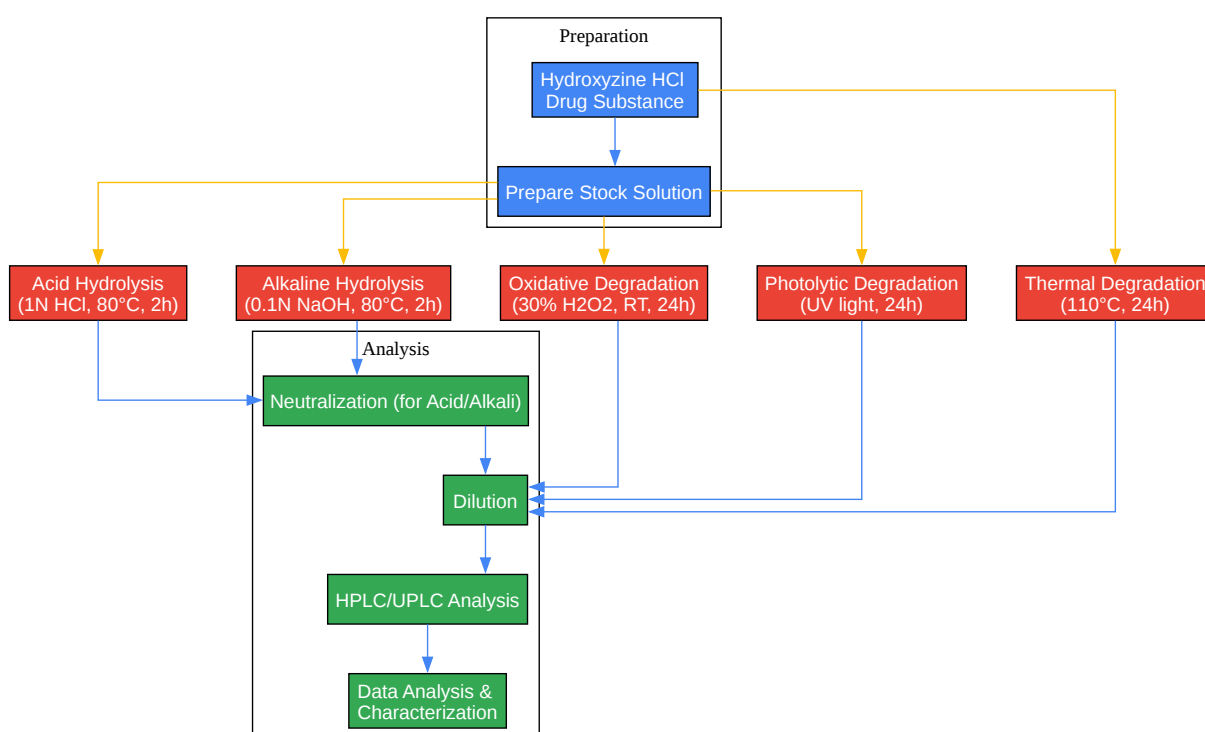 Preparation
Hydroxyzine HCl
Drug Substance
Prepare Stock Solution
Acid Hydrolysis
(1N HCl, 80°C, 2h)
Alkaline Hydrolysis
(0.1N NaOH, 80°C, 2h)
Oxidative Degradation
(30% H2O2, RT, 24h)
Photolytic Degradation
(UV light, 24h)
Thermal Degradation
(110°C, 24h)
Analysis
Neutralization (for Acid/Alkali)
Dilution
HPLC/UPLC Analysis
Data Analysis &
Characterization